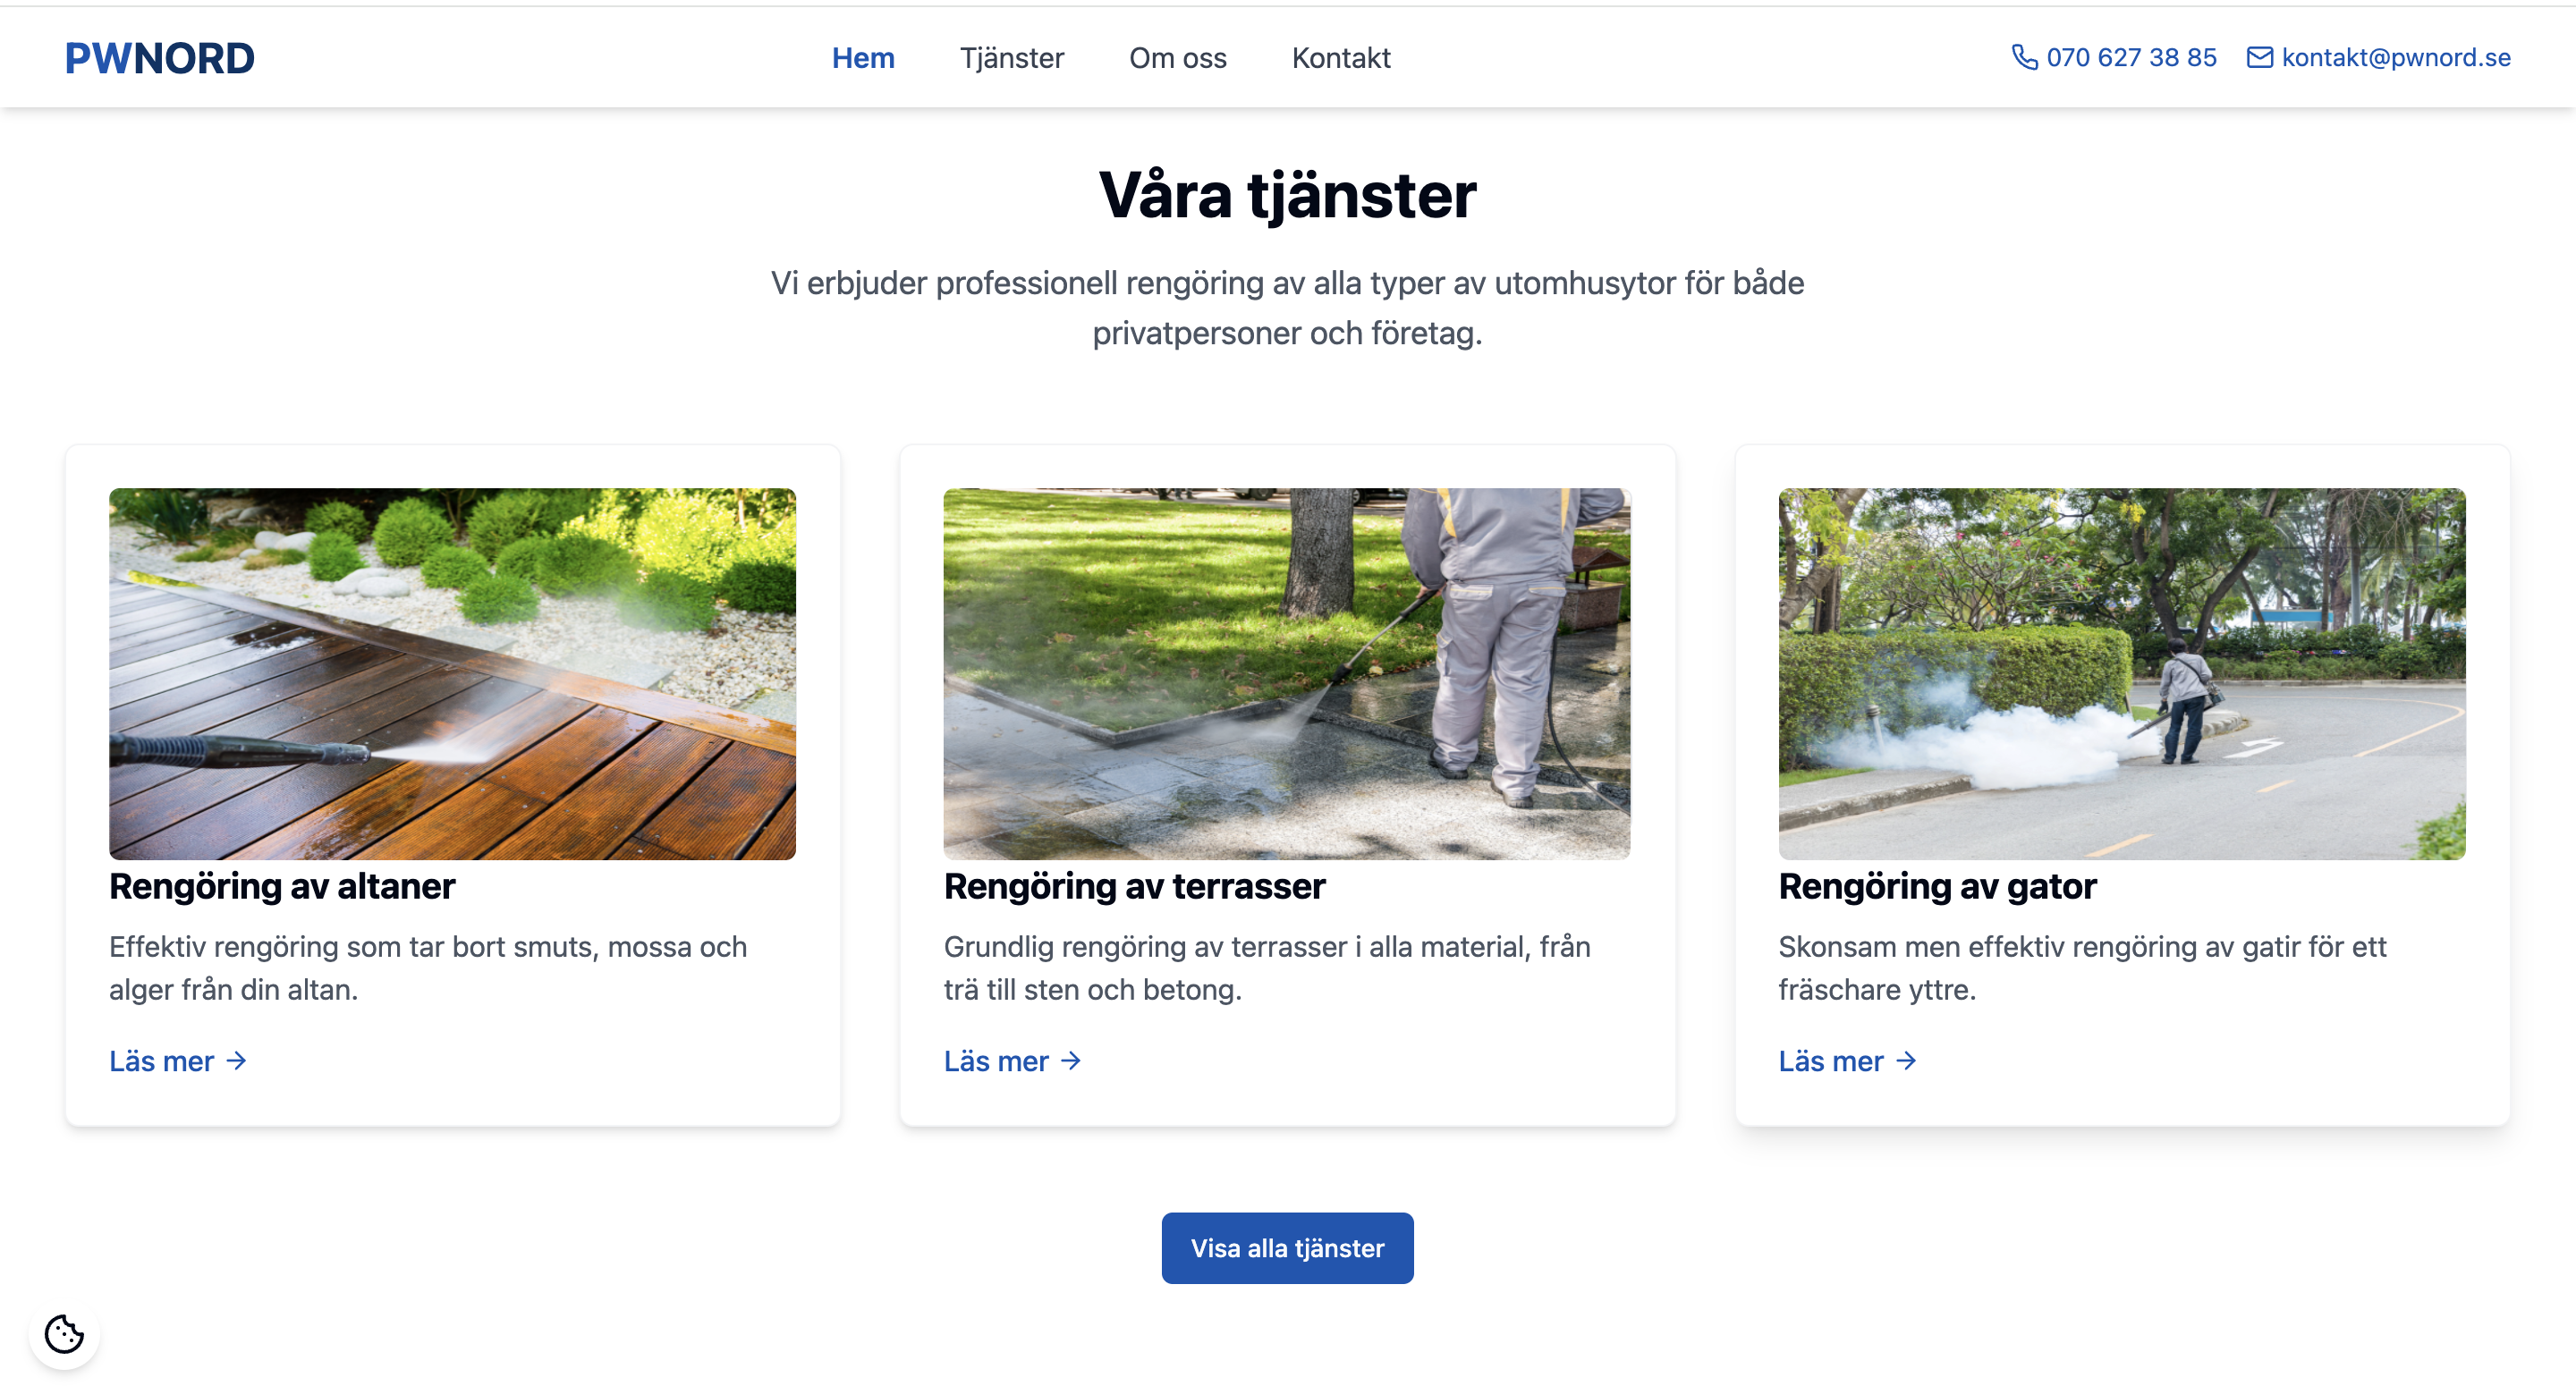 PWNORD
Hem
Tjänster
Om oss
Kontakt
070 627 38 85
kontakt@pwnord.se
Våra tjänster
Vi erbjuder professionell rengöring av alla typer av utomhusytor för både
privatpersoner och företag.
Rengöring av altaner
Effektiv rengöring som tar bort smuts, mossa och
alger från din altan.
Läs mer
Rengöring av terrasser
Grundlig rengöring av terrasser i alla material, från
trä till sten och betong.
Läs mer
Rengöring av gator
Skonsam men effektiv rengöring av gatir för ett
fräschare yttre.
Läs mer
Visa alla tjänster